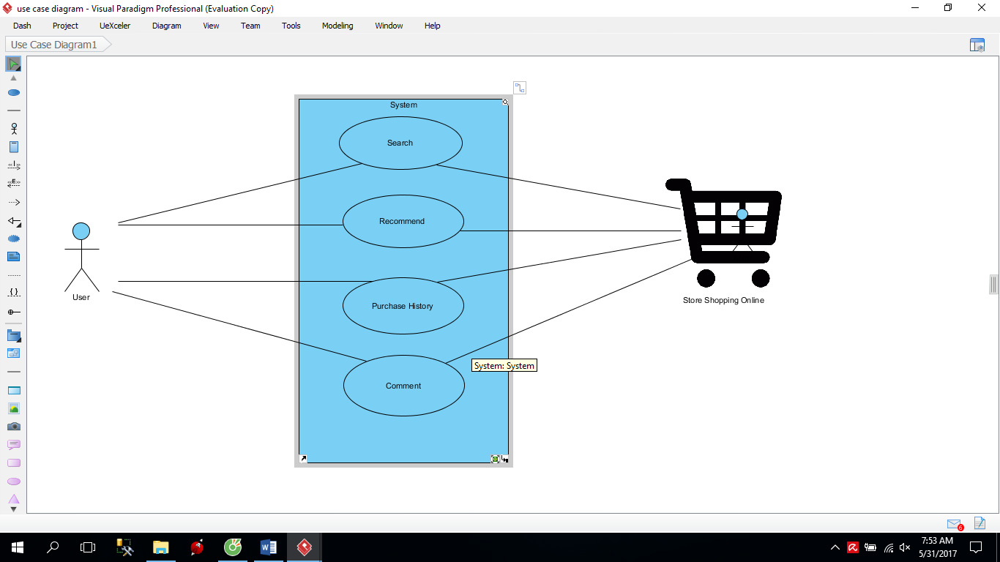 use case diagram - Visual Paradigm Professional (Evaluation Copy)
Dash Project UeXceler Diagram View Team Tools Modeling Window Help
Use Case Diagram1
System
Search
Recommend
Purchase History
Comment
User
Store Shopping Online
System: System
I
E
{ }
6
W
7:53 AM
5/31/2017